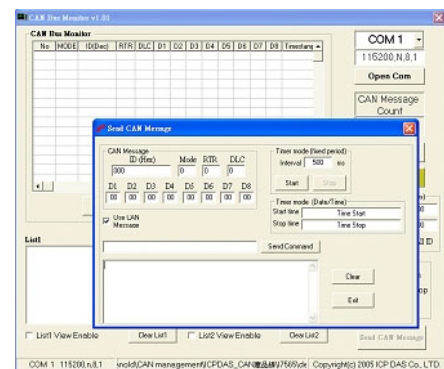 CAN Bus Monitor v1.01
CAN Bus Monitor
No MODE ID(Dec) RTR DLC D1 D2 D3 D4 D5 D6 D7 D8 Timestamp
COM 1
115200,N,8,1
Open Com
CAN Message
Count
Send CAN Message
CAN Message
ID (Hex) Mode RTR DLC
000 0 0 0
D1 D2 D3 D4 D5 D6 D7 D8
00 00 00 00 00 00 00 00
Use CAN
Message
Timer mode (fixed period)
Interval 500 ms
Start Stop
Timer mode (Date/Time)
Start time Time Start
Stop time Time Stop
Send Command
Clear
Exit
List1
List1 View Enable Clear List1 List2 View Enable Clear List2
Send CAN Message
COM 1 115200,n,8,1 \CAN management\ICPDAS_CAN Copyright(c) 2005 ICP DAS Co., LTD.